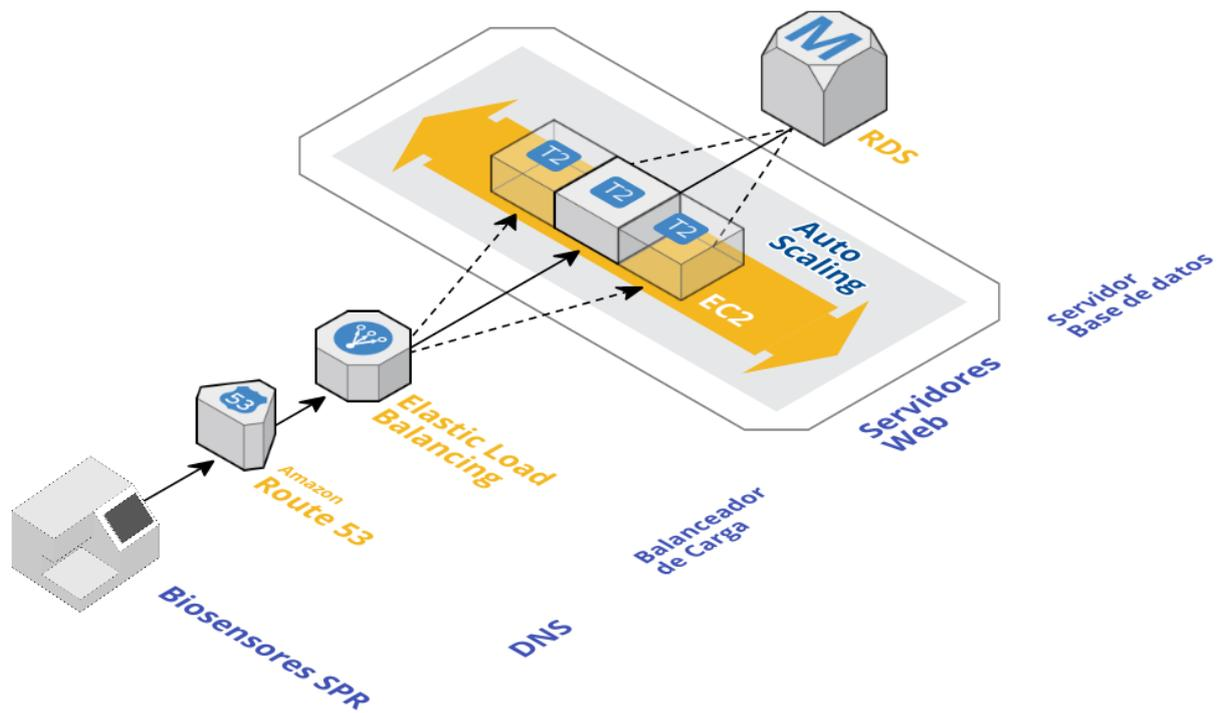 M
RDS
T2
T2
T2
Auto
Scaling
EC2
Servidor
Base de datos
Servidores
Web
53
Elastic Load
Balancing
Amazon
Route 53
Balanceador
de Carga
DNS
Biosensores SPR